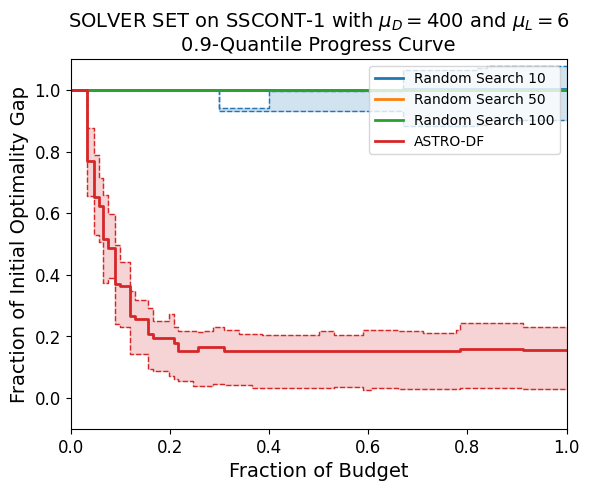 SOLVER SET on SSCONT-1 with μ_D = 400 and μ_L = 6
0.9-Quantile Progress Curve
Fraction of Initial Optimality Gap
1.0
0.8
0.6
0.4
0.2
0.0
Random Search 10
Random Search 50
Random Search 100
ASTRO-DF
0.0 0.2 0.4 0.6 0.8 1.0
Fraction of Budget